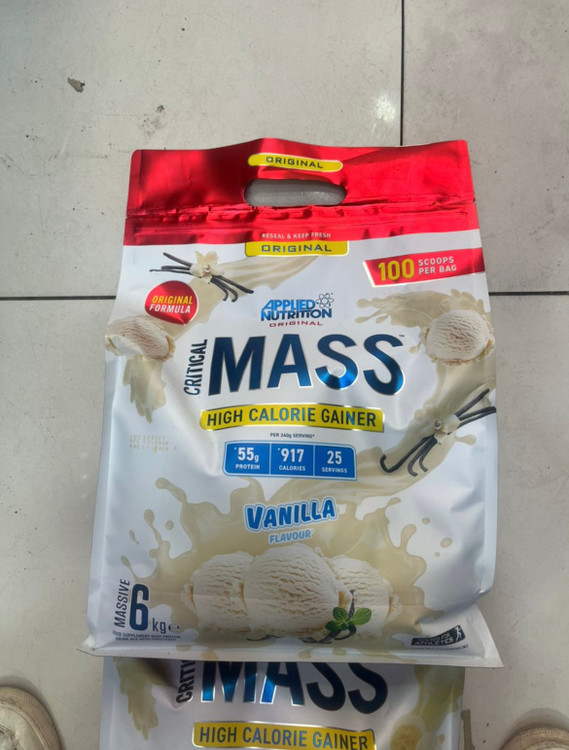 ORIGINAL
RESEAL & KEEP FRESH
ORIGINAL
100 SCOOPS PER BAG
ORIGINAL FORMULA
APPLIED NUTRITION
ORIGINAL
CRITICAL MASS™
HIGH CALORIE GAINER
PER 240g SERVING*
*55g PROTEIN
*917 CALORIES
25 SERVINGS
VANILLA
FLAVOUR
MASSIVE 6kg℮
MASS
HIGH CALORIE GAINER